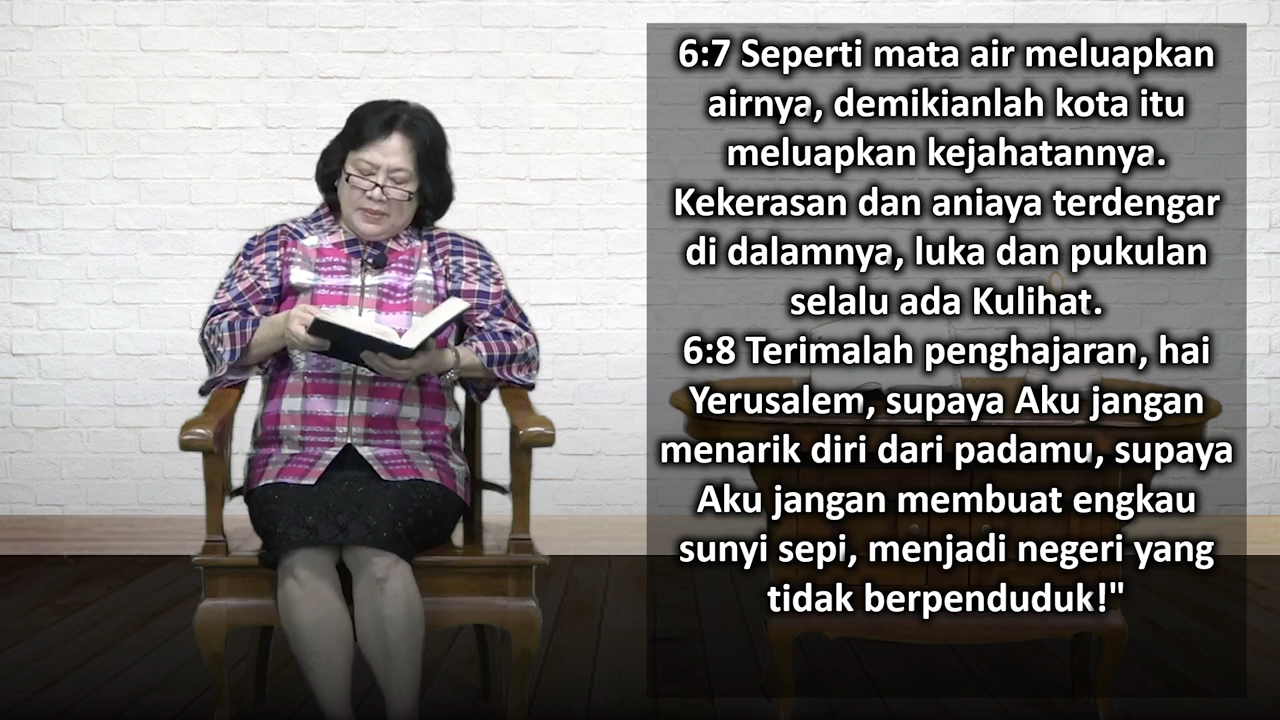 6:7 Seperti mata air meluapkan
airnya, demikianlah kota itu
meluapkan kejahatannya.
Kekerasan dan aniaya terdengar
di dalamnya, luka dan pukulan
selalu ada Kulihat.
6:8 Terimalah penghajaran, hai
Yerusalem, supaya Aku jangan
menarik diri dari padamu, supaya
Aku jangan membuat engkau
sunyi sepi, menjadi negeri yang
tidak berpenduduk!"